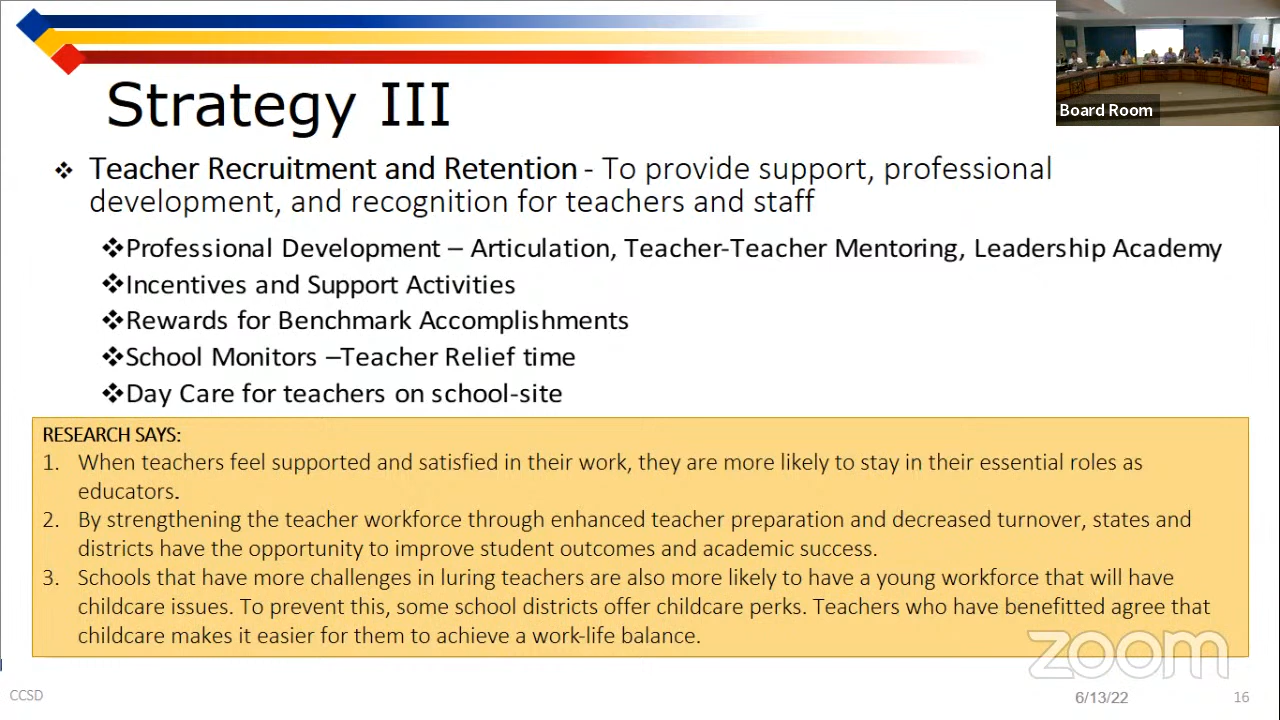 Strategy III
Board Room
❖ Teacher Recruitment and Retention - To provide support, professional
development, and recognition for teachers and staff
❖Professional Development – Articulation, Teacher-Teacher Mentoring, Leadership Academy
❖Incentives and Support Activities
❖Rewards for Benchmark Accomplishments
❖School Monitors –Teacher Relief time
❖Day Care for teachers on school-site
RESEARCH SAYS:
1. When teachers feel supported and satisfied in their work, they are more likely to stay in their essential roles as
educators.
2. By strengthening the teacher workforce through enhanced teacher preparation and decreased turnover, states and
districts have the opportunity to improve student outcomes and academic success.
3. Schools that have more challenges in luring teachers are also more likely to have a young workforce that will have
childcare issues. To prevent this, some school districts offer childcare perks. Teachers who have benefitted agree that
childcare makes it easier for them to achieve a work-life balance.
zoom
CCSD
6/13/22
16